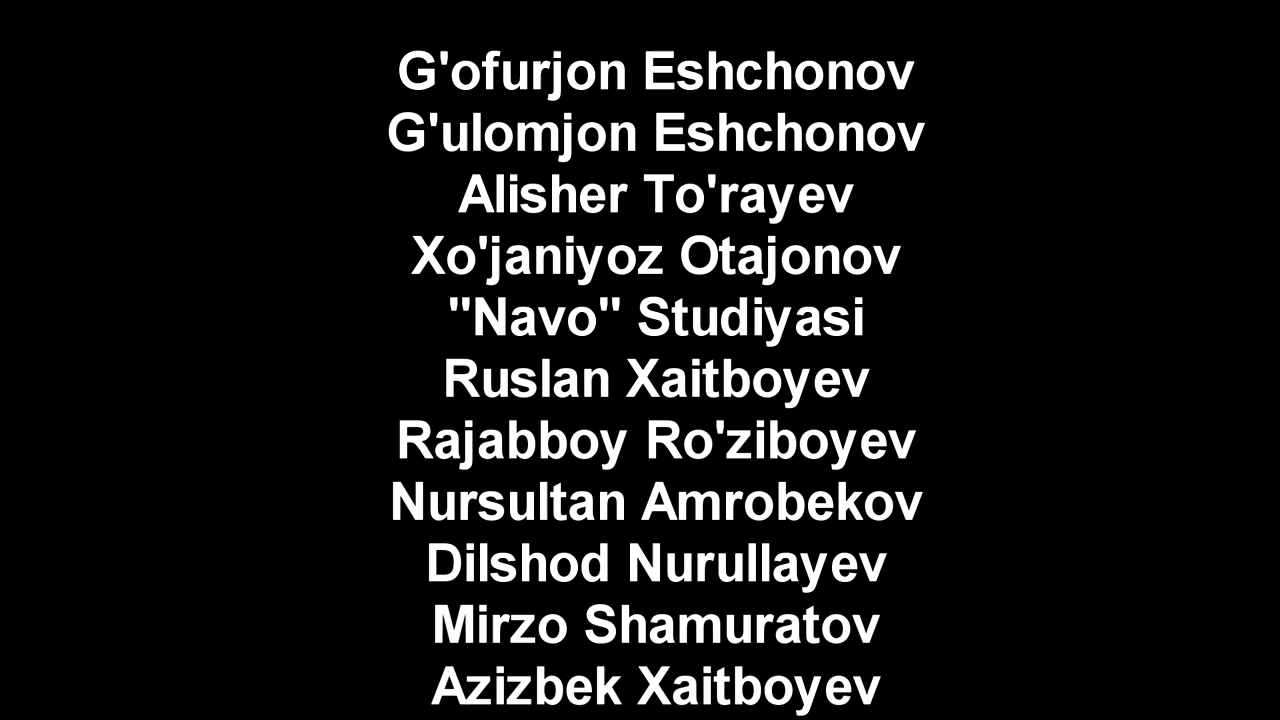 G'ofurjon Eshchonov
G'ulomjon Eshchonov
Alisher To'rayev
Xo'janiyoz Otajonov
"Navo" Studiyasi
Ruslan Xaitboyev
Rajabboy Ro'ziboyev
Nursultan Amrobekov
Dilshod Nurullayev
Mirzo Shamuratov
Azizbek Xaitboyev